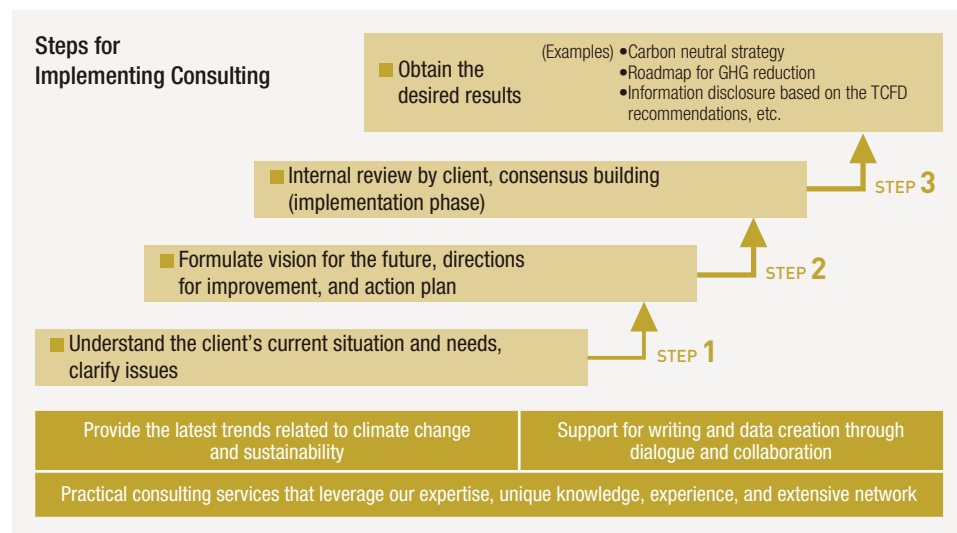 Steps for
Implementing Consulting
■ Obtain the
desired results
(Examples) •Carbon neutral strategy
•Roadmap for GHG reduction
•Information disclosure based on the TCFD
recommendations, etc.
STEP 3
■ Internal review by client, consensus building
(implementation phase)
STEP 2
■ Formulate vision for the future, directions
for improvement, and action plan
STEP 1
■ Understand the client’s current situation and needs,
clarify issues
Provide the latest trends related to climate change
and sustainability
Support for writing and data creation through
dialogue and collaboration
Practical consulting services that leverage our expertise, unique knowledge, experience, and extensive network